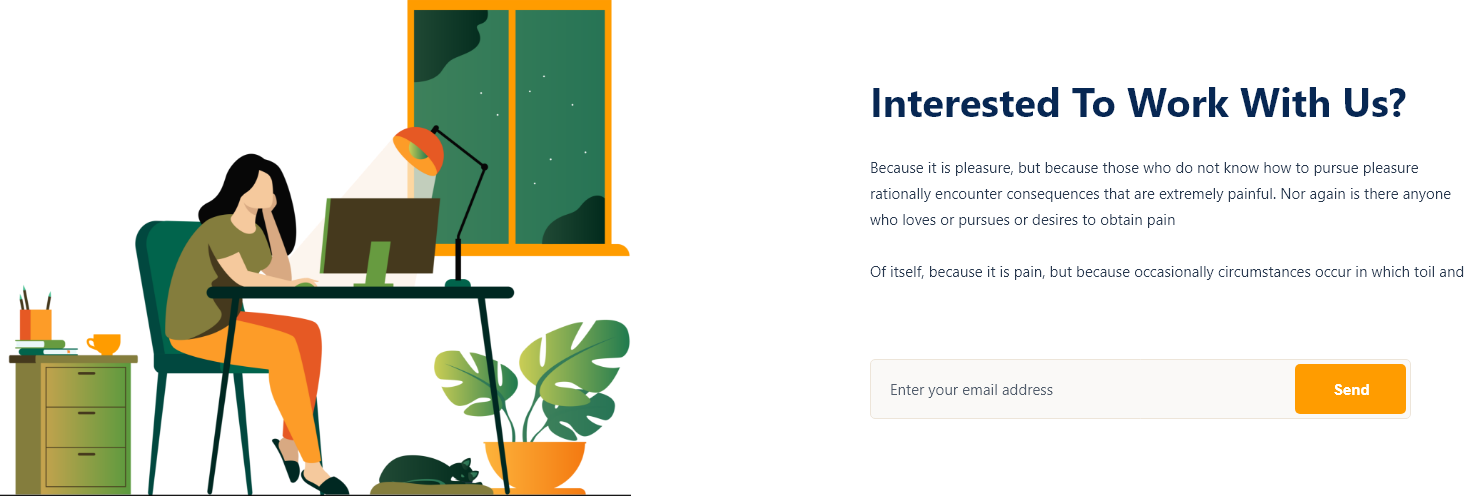 Interested To Work With Us?
Because it is pleasure, but because those who do not know how to pursue pleasure
rationally encounter consequences that are extremely painful. Nor again is there anyone
who loves or pursues or desires to obtain pain
Of itself, because it is pain, but because occasionally circumstances occur in which toil and
Enter your email address
Send